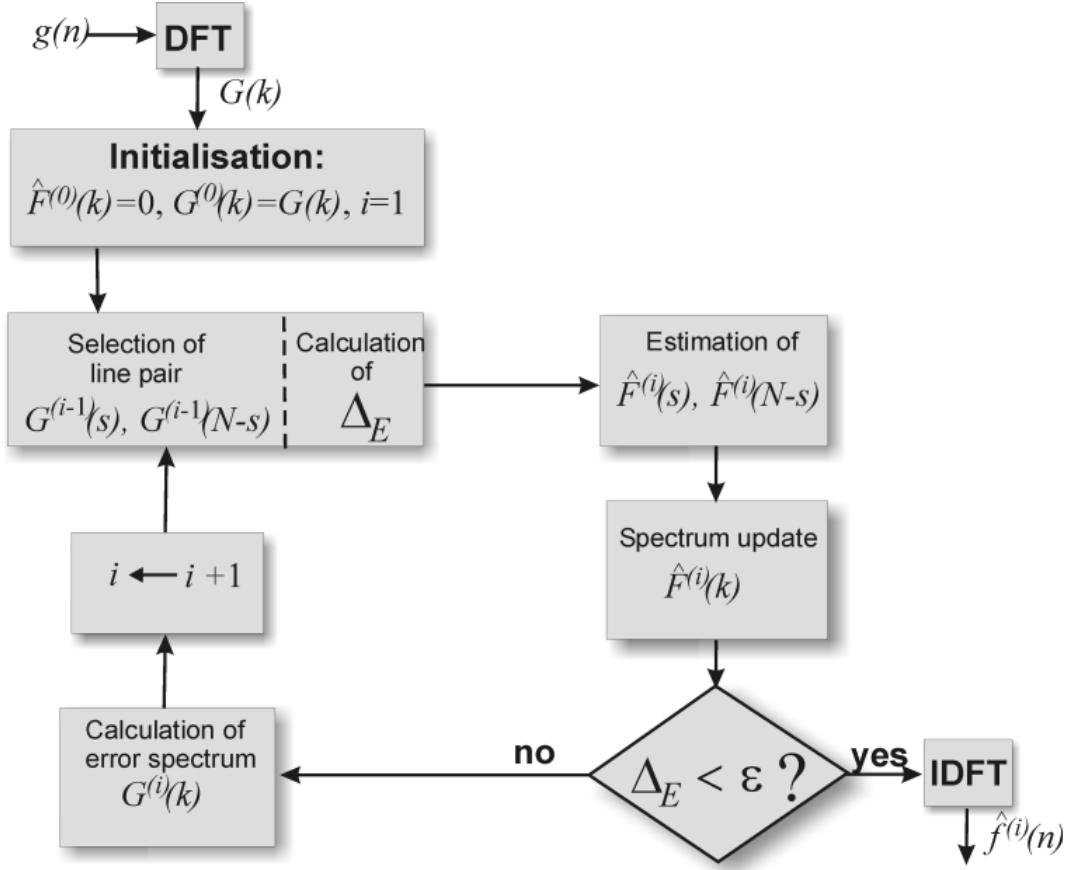 g(n)
DFT
G(k)
Initialisation:
F̂⁽⁰⁾(k)=0, G⁽⁰⁾(k)=G(k), i=1
Selection of
line pair
G⁽ⁱ⁻¹⁾(s), G⁽ⁱ⁻¹⁾(N-s)
Calculation
of
Δ_E
Estimation of
F̂⁽ⁱ⁾(s), F̂⁽ⁱ⁾(N-s)
Spectrum update
F̂⁽ⁱ⁾(k)
i ← i +1
Calculation of
error spectrum
G⁽ⁱ⁾(k)
no
Δ_E < ε ?
yes
IDFT
f̂⁽ⁱ⁾(n)